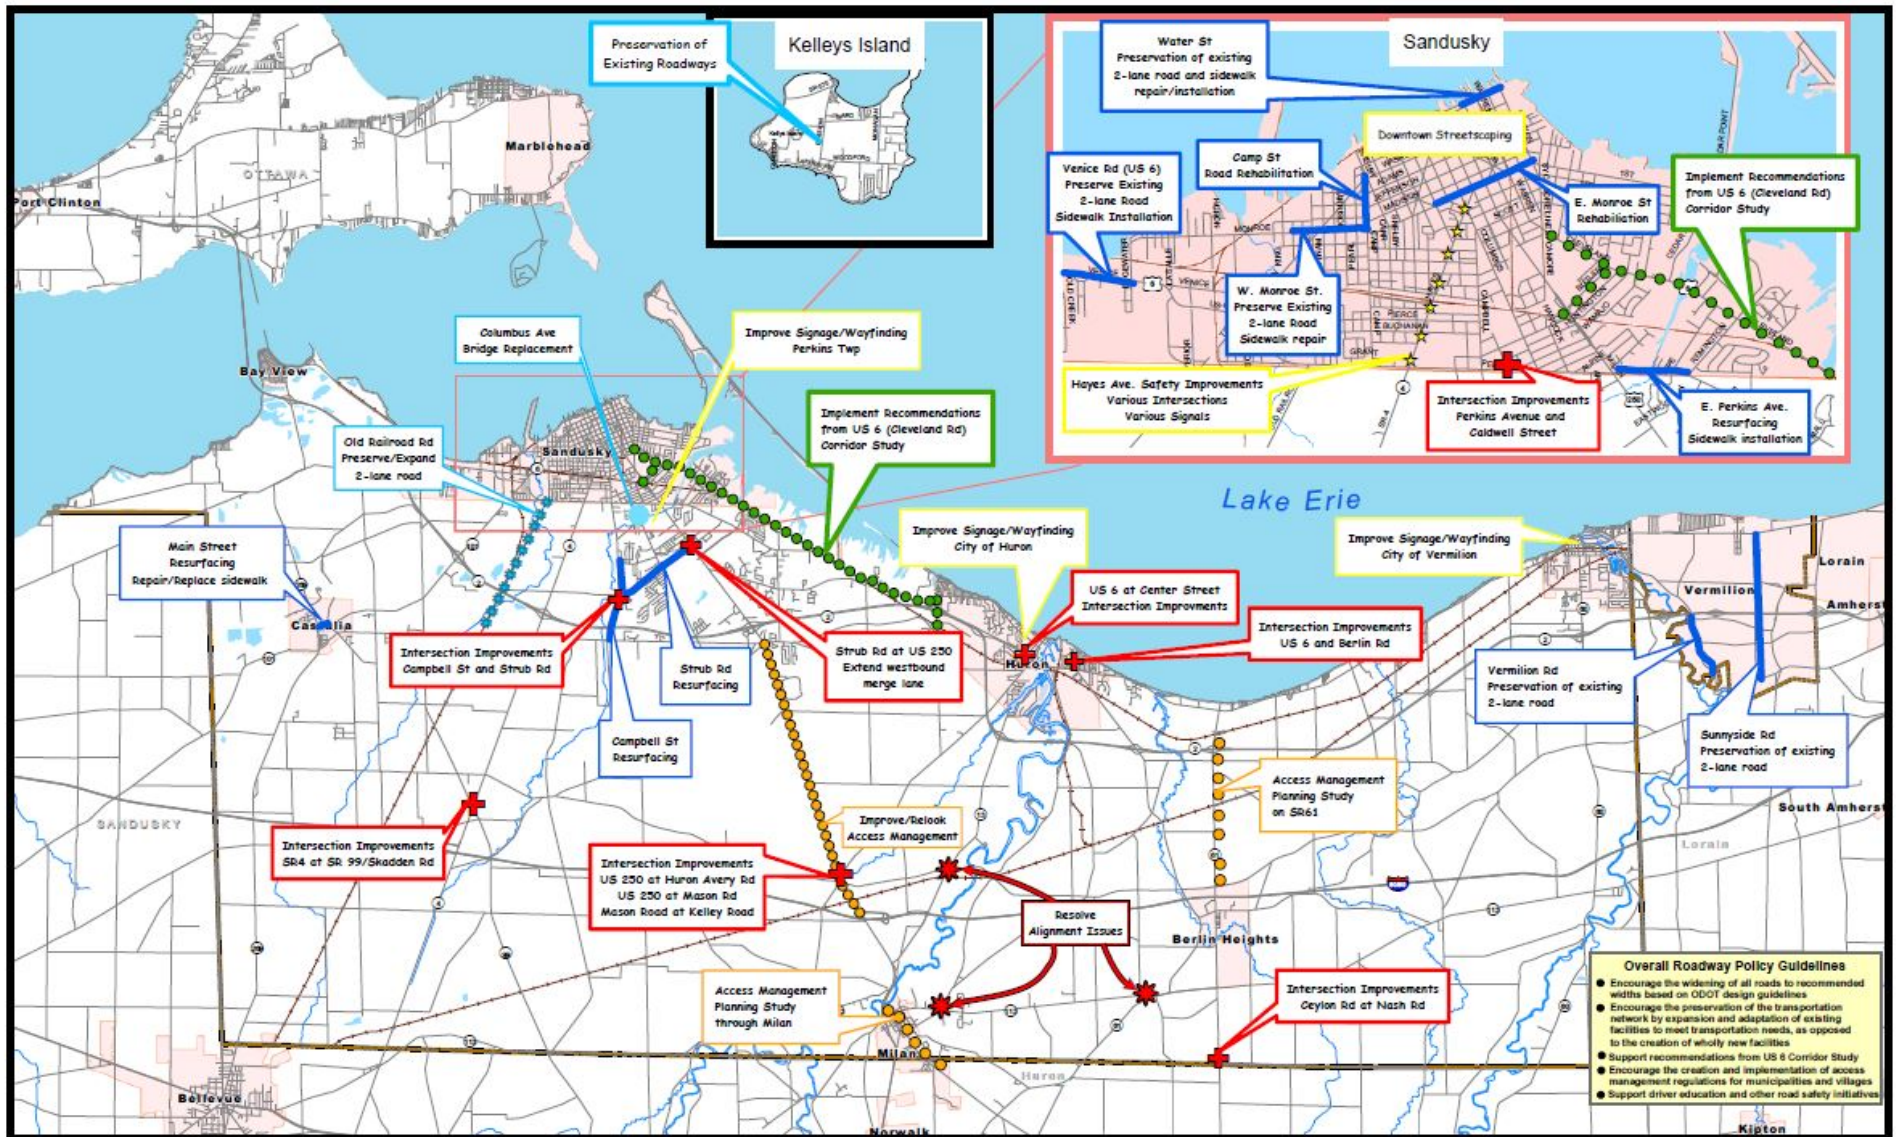 Preservation of
Existing Roadways
Kelleys Island
Sandusky
Water St
Preservation of existing
2-lane road and sidewalk
repair/installation
Downtown Streetscaping
Camp St
Road Rehabilitation
Venice Rd (US 6)
Preserve Existing
2-lane Road
Sidewalk Installation
E. Monroe St
Rehabiliation
Implement Recommendations
from US 6 (Cleveland Rd)
Corridor Study
W. Monroe St.
Preserve Existing
2-lane Road
Sidewalk repair
Hayes Ave. Safety Improvements
Various Intersections
Various Signals
Intersection Improvements
Perkins Avenue and
Caldwell Street
E. Perkins Ave.
Resurfacing
Sidewalk installation
MONROE
VENICE
ADAMS
JEFFERSON
MADISON
PIERCE
BUCHANAN
GRANT
CAMPBELL
Marblehead
OTTAWA
Port Clinton
Bay View
Columbus Ave
Bridge Replacement
Improve Signage/Wayfinding
Perkins Twp
Implement Recommendations
from US 6 (Cleveland Rd)
Corridor Study
Old Railroad Rd
Preserve/Expand
2-lane road
Sandusky
Lake Erie
Main Street
Resurfacing
Repair/Replace sidewalk
Improve Signage/Wayfinding
City of Huron
Improve Signage/Wayfinding
City of Vermilion
US 6 at Center Street
Intersection Improvments
Intersection Improvements
US 6 and Berlin Rd
Lorain
Vermilion
Amherst
Castalia
Intersection Improvements
Campbell St and Strub Rd
Strub Rd
Resurfacing
Strub Rd at US 250
Extend westbound
merge lane
Huron
Vermilion Rd
Preservation of existing
2-lane road
Campbell St
Resurfacing
Sunnyside Rd
Preservation of existing
2-lane road
Access Management
Planning Study
on SR61
South Amherst
SANDUSKY
Improve/Relook
Access Management
Intersection Improvements
SR4 at SR 99/Skadden Rd
Intersection Improvements
US 250 at Huron Avery Rd
US 250 at Mason Rd
Mason Road at Kelley Road
Lorain
Resolve
Alignment Issues
Berlin Heights
Access Management
Planning Study
through Milan
Intersection Improvements
Ceylon Rd at Nash Rd
Milan
Huron
Bellevue
Norwalk
Kipton
Overall Roadway Policy Guidelines
● Encourage the widening of all roads to recommended
widths based on ODOT design guidelines
● Encourage the preservation of the transportation
network by expansion and adaptation of existing
facilities to meet transportation needs, as opposed
to the creation of wholly new facilities
● Support recommendations from US 6 Corridor Study
● Encourage the creation and implementation of access
management regulations for municipalities and villages
● Support driver education and other road safety initiatives